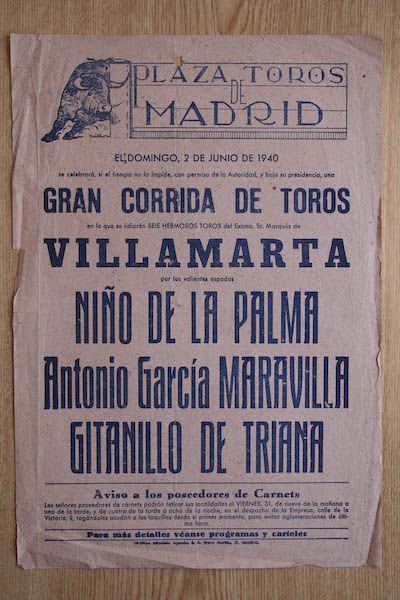 PLAZA TOROS
DE
MADRID
EL DOMINGO, 2 DE JUNIO DE 1940
se celebrará, si el tiempo no lo impide, con permiso de la Autoridad, y bajo su presidencia, una
GRAN CORRIDA DE TOROS
en la que se lidiarán SEIS HERMOSOS TOROS del Excmo. Sr. Marqués de
VILLAMARTA
por los valientes espadas
NIÑO DE LA PALMA
Antonio García MARAVILLA
GITANILLO DE TRIANA
Aviso a los poseedores de Carnets
Los señores poseedores de carnets podrán retirar sus localidades el VIERNES, 31, de nueve de la mañana a
una de la tarde, y de cuatro de la tarde a ocho de la noche, en el despacho de la Empresa, calle de la
Victoria, 9, rogándoles acudan a las taquillas desde el primer momento, para evitar aglomeraciones de últi-
ma hora.
Para más detalles véanse programas y carteles
MADRID